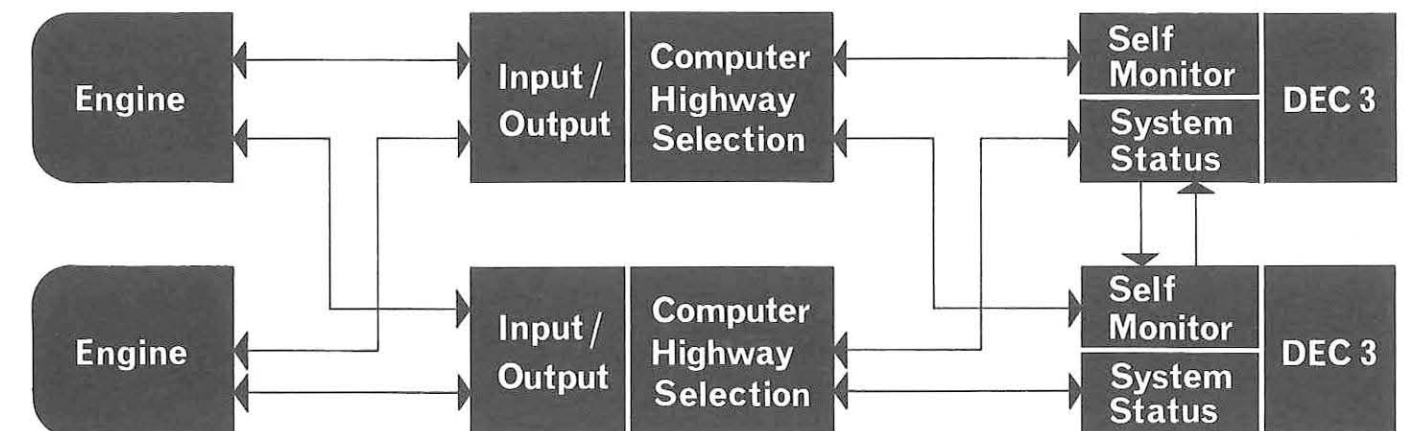 Engine
Input /
Output
Computer
Highway
Selection
Self
Monitor
System
Status
DEC 3
Engine
Input /
Output
Computer
Highway
Selection
Self
Monitor
System
Status
DEC 3